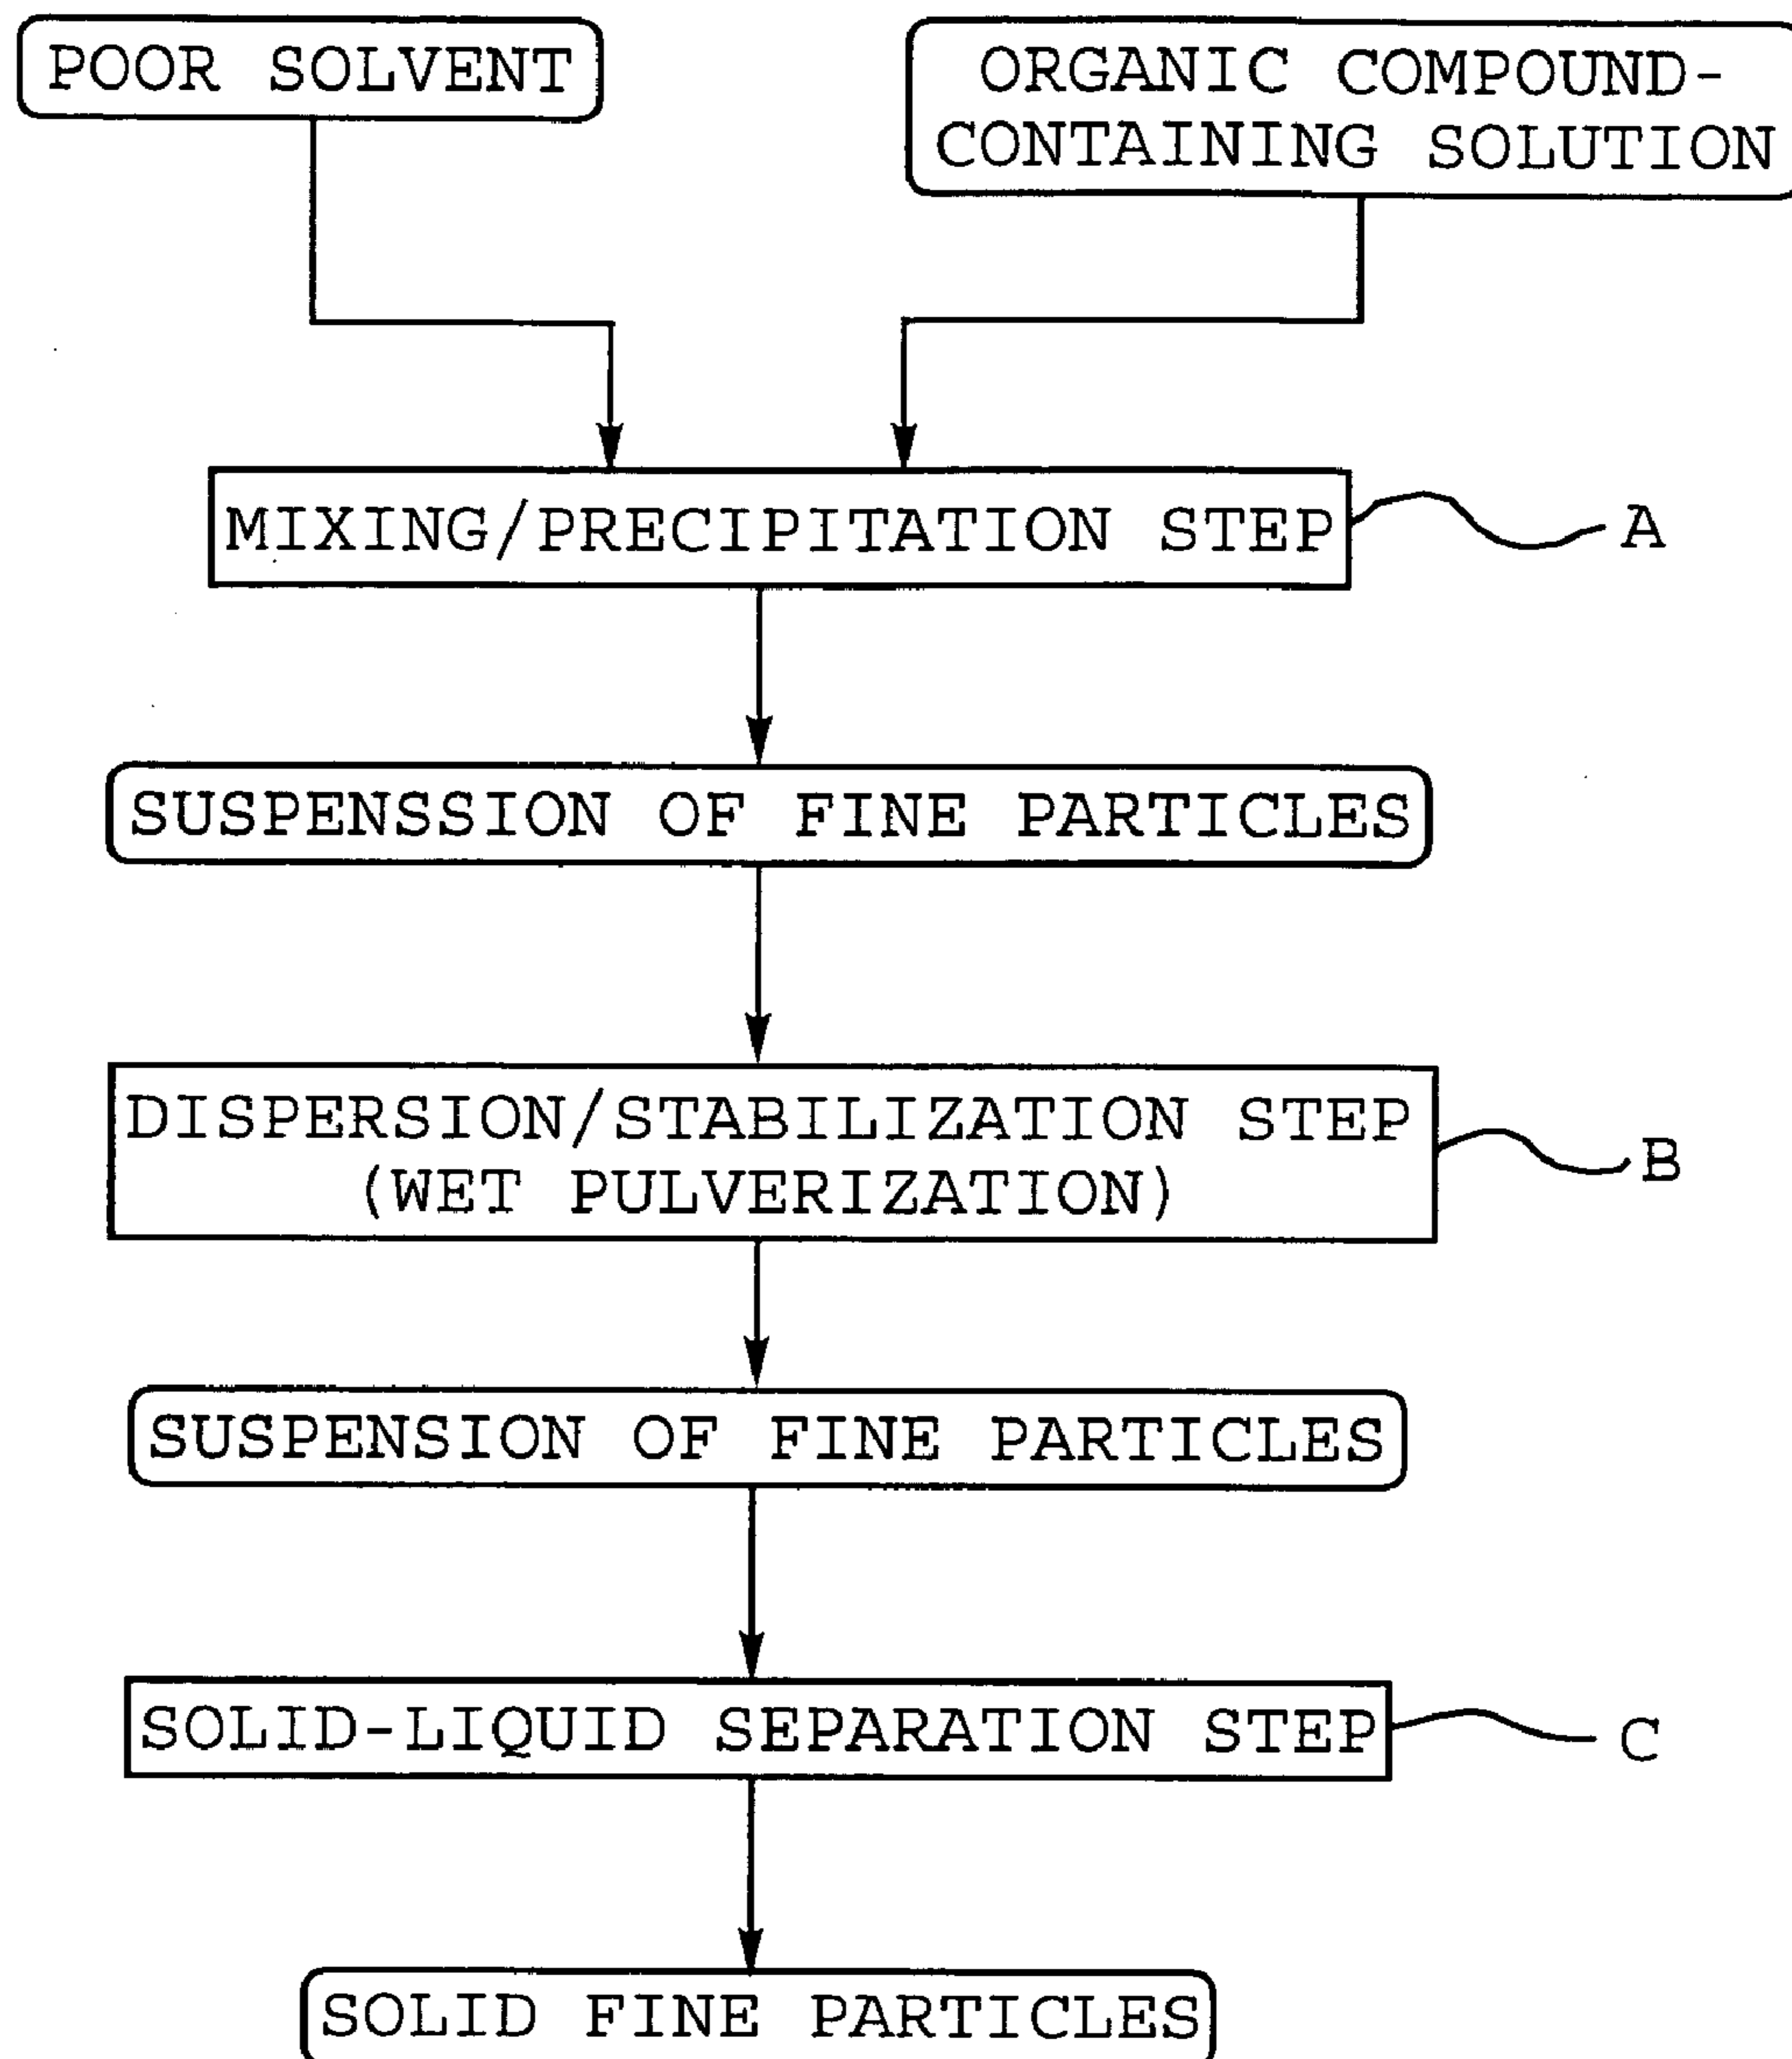 POOR SOLVENT
ORGANIC COMPOUND-
CONTAINING SOLUTION
MIXING/PRECIPITATION STEP
A
SUSPENSSION OF FINE PARTICLES
DISPERSION/STABILIZATION STEP
(WET PULVERIZATION)
B
SUSPENSION OF FINE PARTICLES
SOLID-LIQUID SEPARATION STEP
C
SOLID FINE PARTICLES